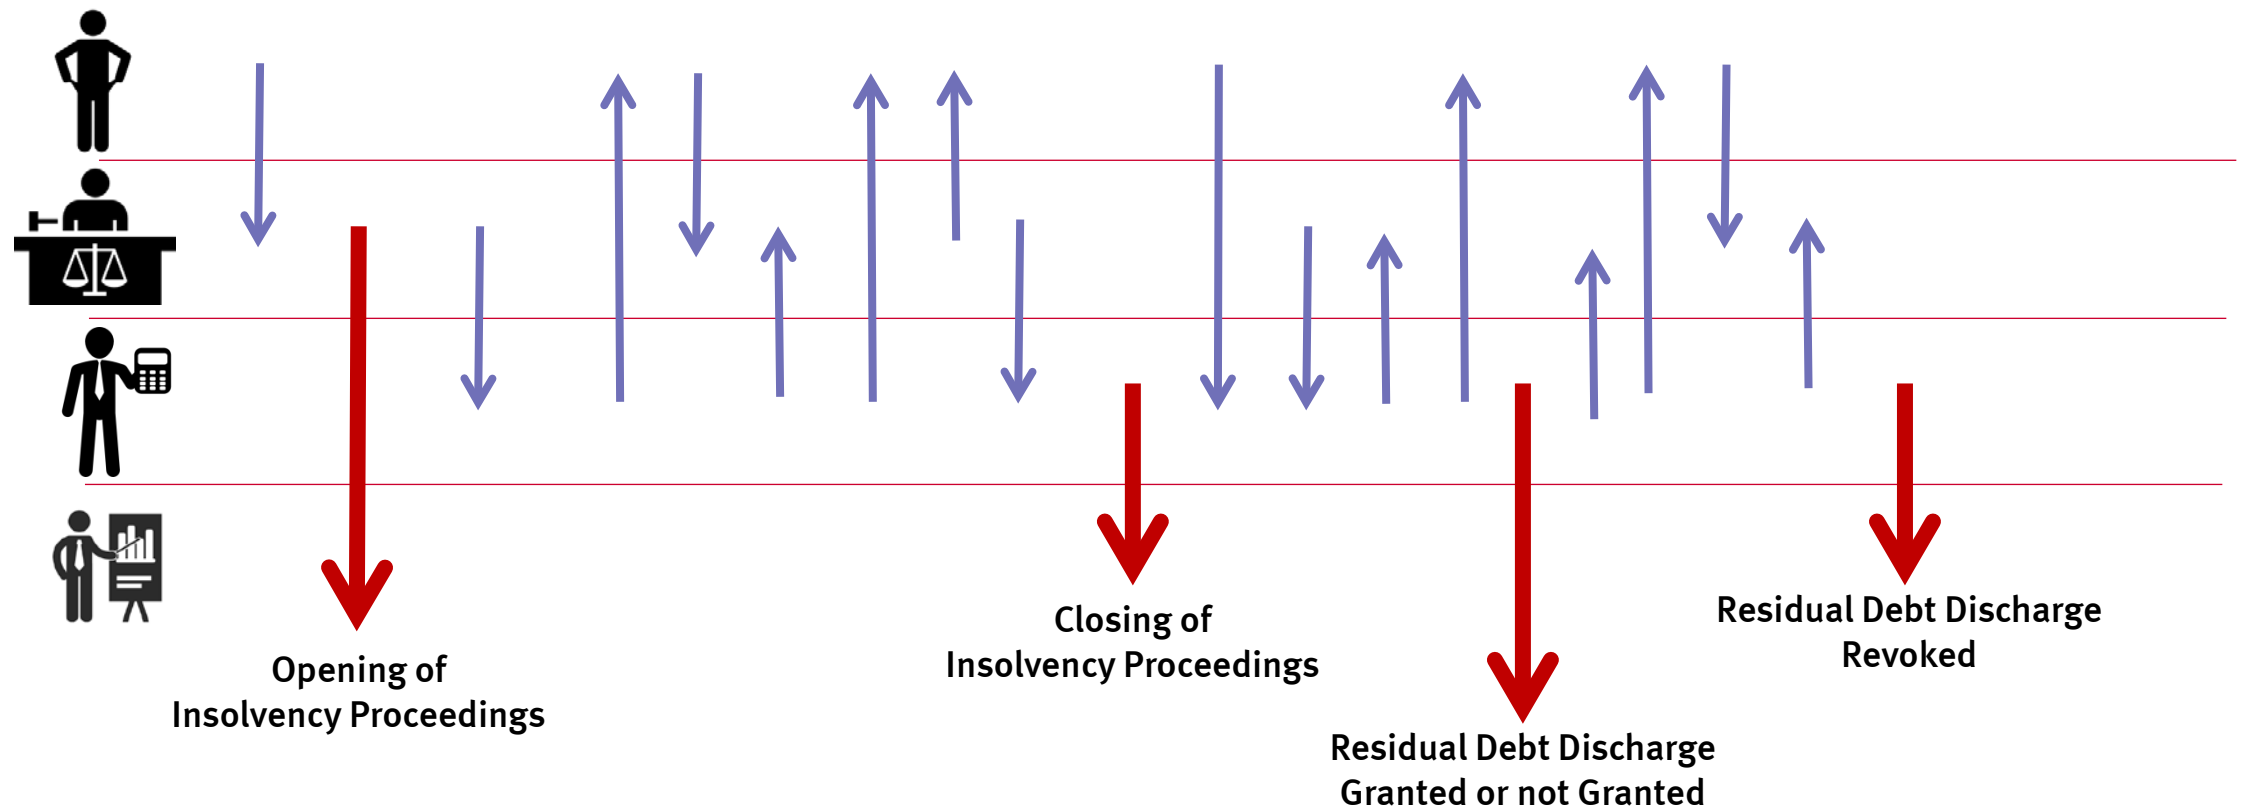 Opening of
Insolvency Proceedings
Closing of
Insolvency Proceedings
Residual Debt Discharge
Granted or not Granted
Residual Debt Discharge
Revoked